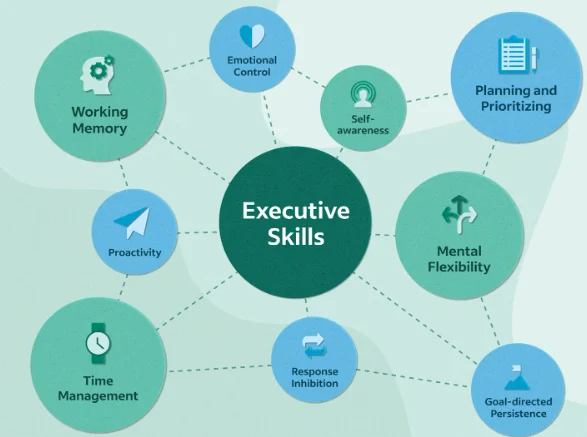 Emotional
Control
Working
Memory
Self-
awareness
Planning and
Prioritizing
Executive
Skills
Proactivity
Mental
Flexibility
Time
Management
Response
Inhibition
Goal-directed
Persistence